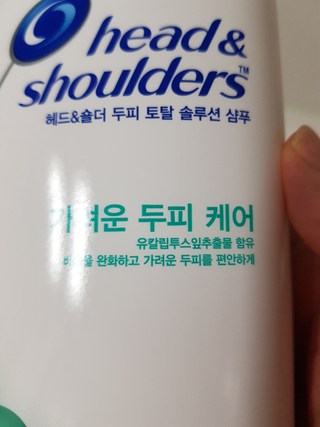 head &
shoulders™
헤드&숄더 두피 토탈 솔루션 샴푸
가려운 두피 케어
유칼립투스잎추출물 함유
비듬을 완화하고 가려운 두피를 편안하게